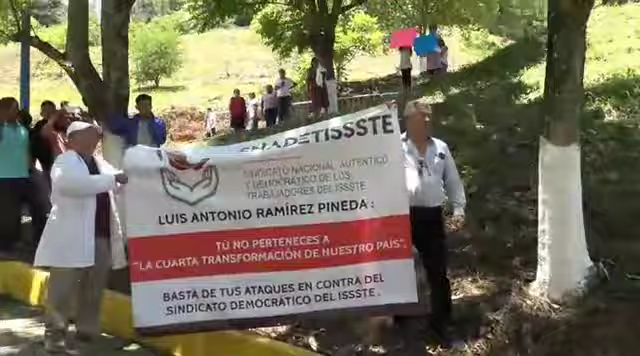 SINDICATO NACIONAL AUTÉNTICO
Y DEMOCRÁTICO DE LOS
TRABAJADORES DEL ISSSTE
LUIS ANTONIO RAMÍREZ PINEDA :
TÚ NO PERTENECES A
"LA CUARTA TRANSFORMACIÓN DE NUESTRO PAÍS".
BASTA DE TUS ATAQUES EN CONTRA DEL
SINDICATO DEMOCRÁTICO DEL ISSSTE .